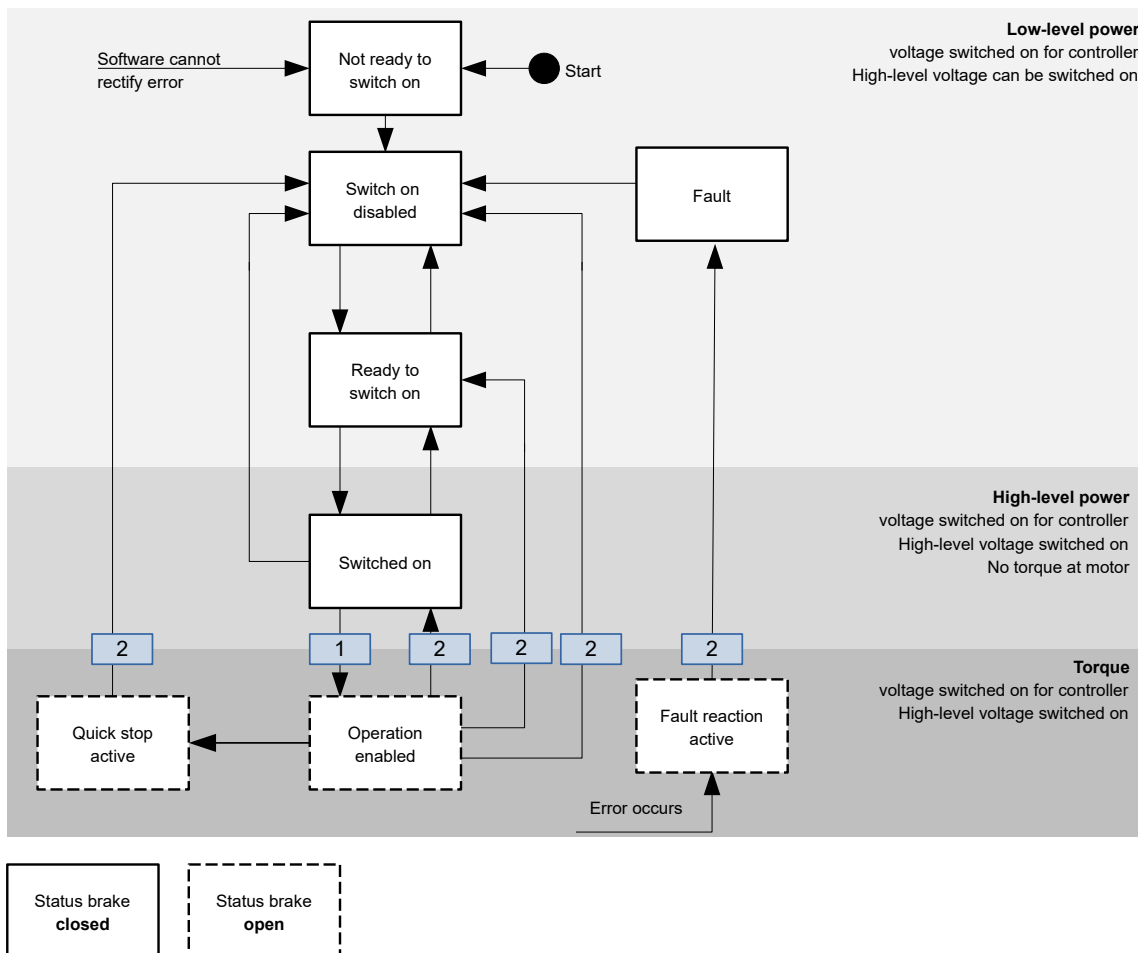 Low-level power
voltage switched on for controller
High-level voltage can be switched on
Software cannot
rectify error
Not ready to
switch on
Start
Switch on
disabled
Fault
Ready to
switch on
High-level power
voltage switched on for controller
High-level voltage switched on
No torque at motor
Switched on
2
1
2
2
2
2
Torque
voltage switched on for controller
High-level voltage switched on
Quick stop
active
Operation
enabled
Fault reaction
active
Error occurs
Status brake
closed
Status brake
open